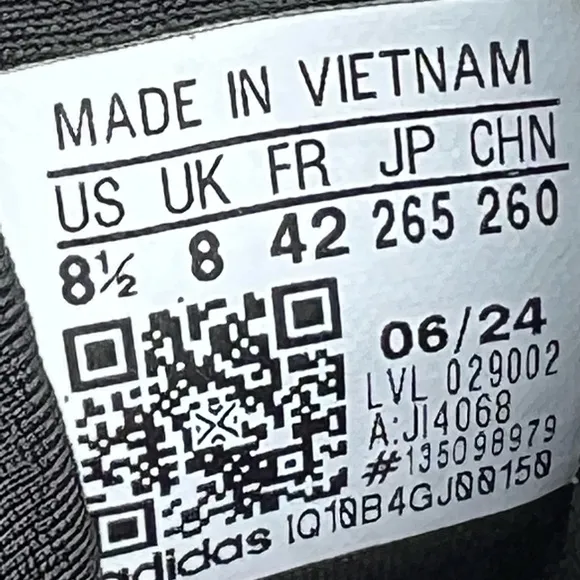 MADE IN VIETNAM
US UK FR JP CHN
8½ 8 42 265 260
06/24
LVL 029002
A:JI4068
#135098979
adidas IQ10B4GJ00150